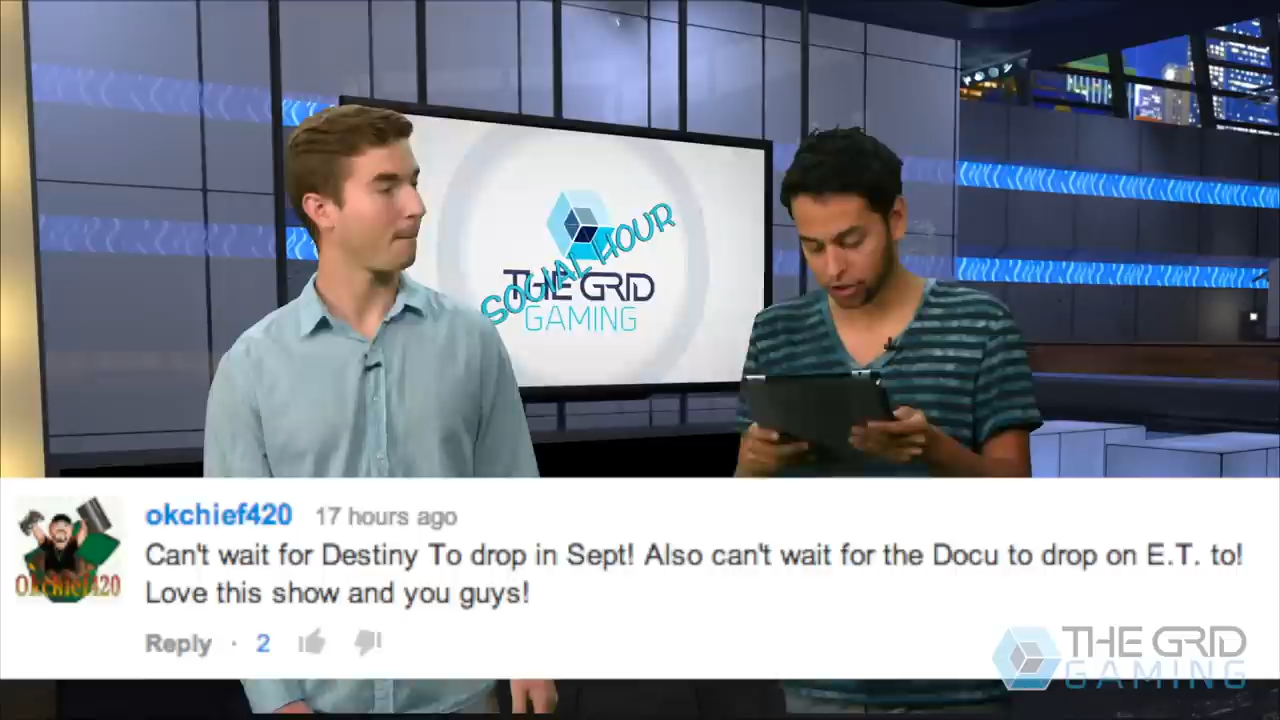 SOCIAL HOUR
THE GRID
GAMING
okchief420 17 hours ago
Can't wait for Destiny To drop in Sept! Also can't wait for the Docu to drop on E.T. to!
Love this show and you guys!
Reply · 2
Okchief420
THE GRID
GAMING